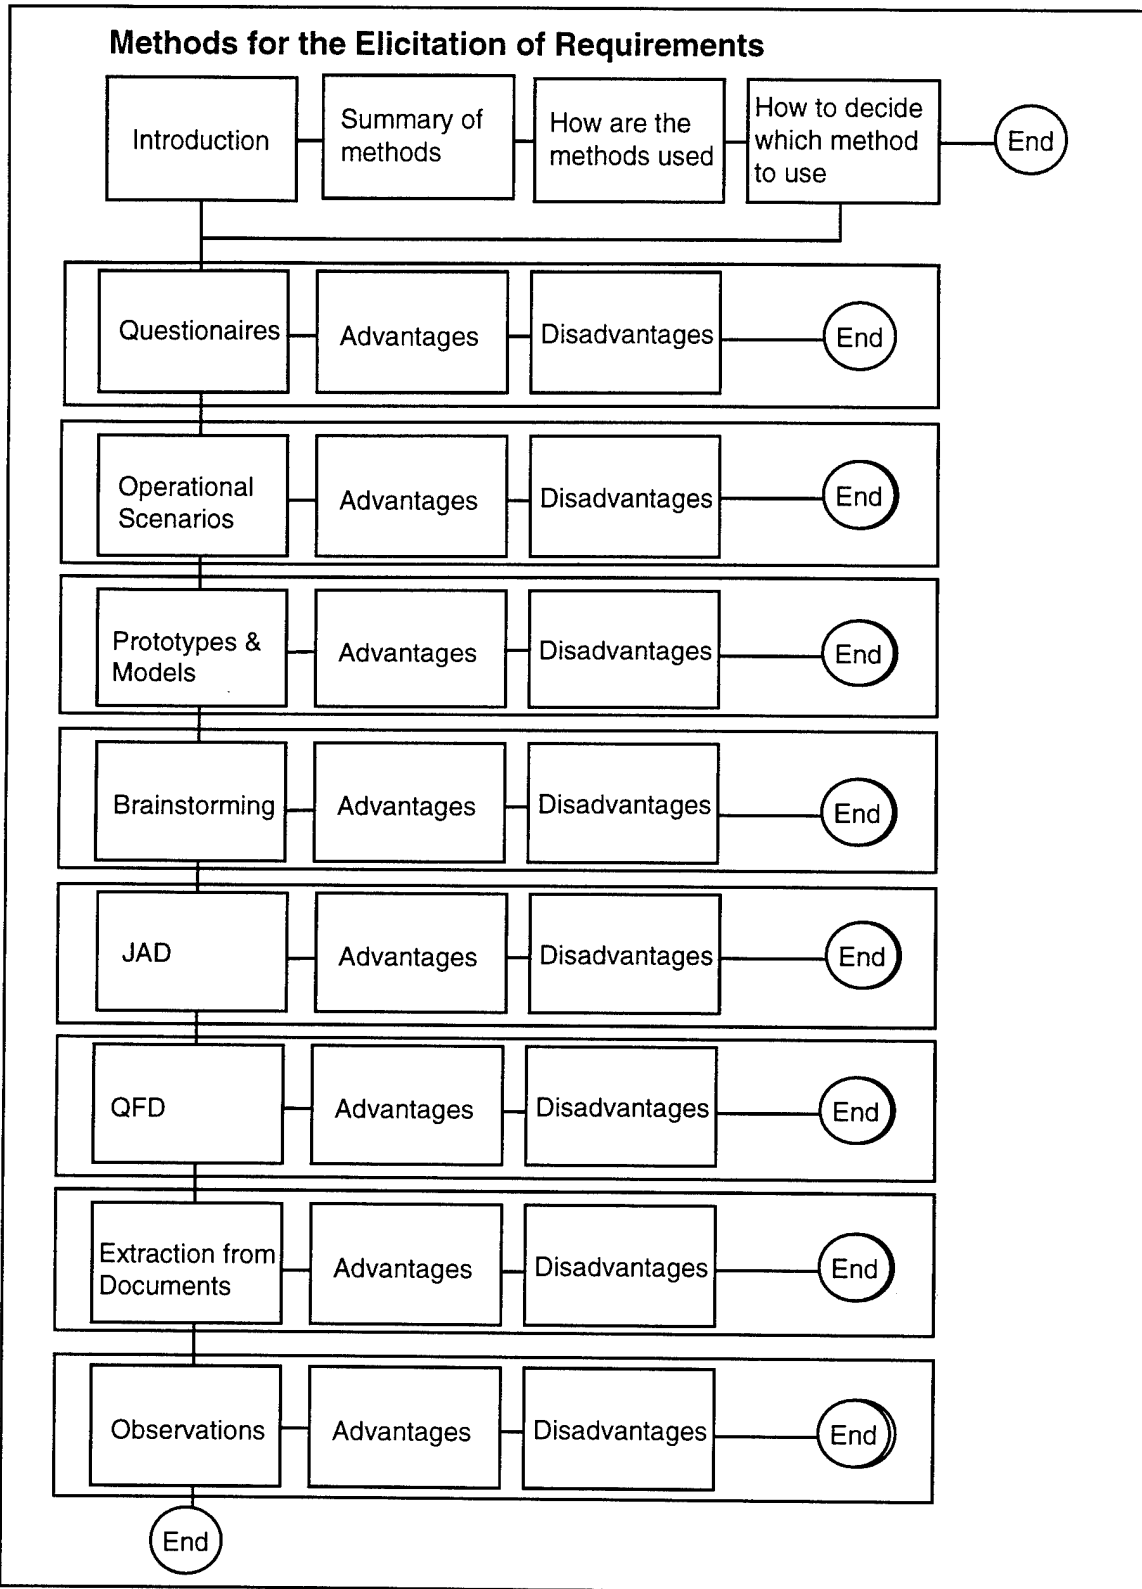 Methods for the Elicitation of Requirements
Introduction
Summary of
methods
How are the
methods used
How to decide
which method
to use
End
Questionaires
Advantages
Disadvantages
End
Operational
Scenarios
Advantages
Disadvantages
End
Prototypes &
Models
Advantages
Disadvantages
End
Brainstorming
Advantages
Disadvantages
End
JAD
Advantages
Disadvantages
End
QFD
Advantages
Disadvantages
End
Extraction from
Documents
Advantages
Disadvantages
End
Observations
Advantages
Disadvantages
End
End